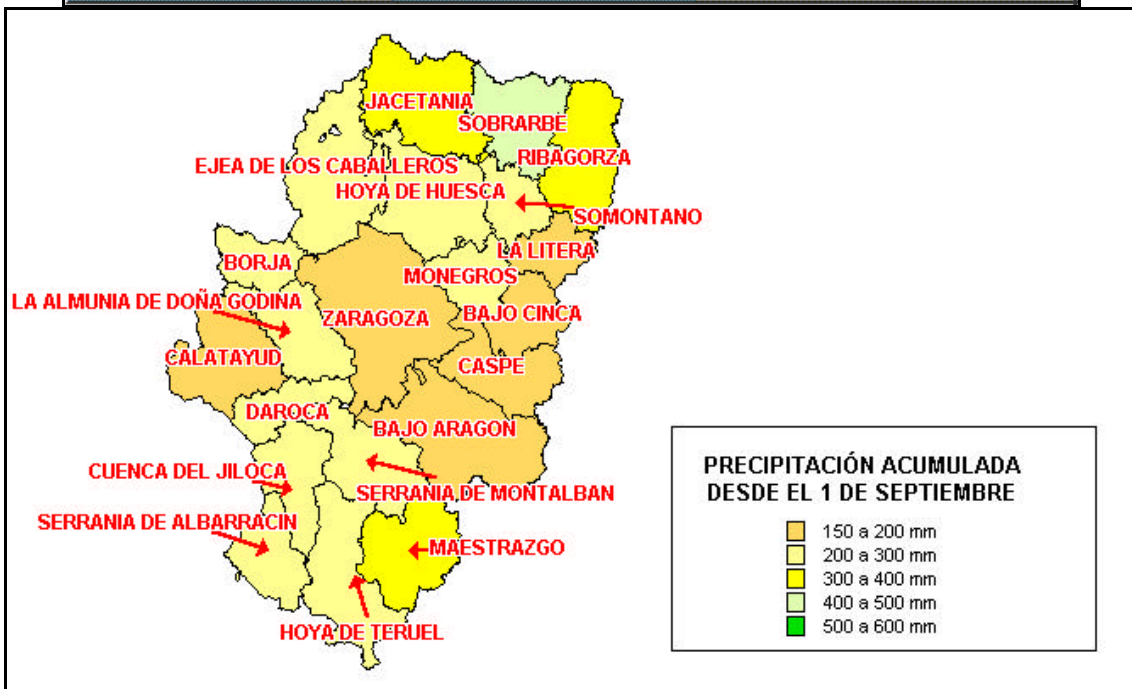 JACETANIA
SOBRARBE
RIBAGORZA
EJEA DE LOS CABALLEROS
HOYA DE HUESCA
SOMONTANO
LA LITERA
BORJA
MONEGROS
LA ALMUNIA DE DOÑA GODINA
ZARAGOZA
BAJO CINCA
CALATAYUD
CASPE
DAROCA
BAJO ARAGON
CUENCA DEL JILOCA
SERRANIA DE MONTALBAN
SERRANIA DE ALBARRACIN
MAESTRAZGO
HOYA DE TERUEL
PRECIPITACIÓN ACUMULADA
DESDE EL 1 DE SEPTIEMBRE
150 a 200 mm
200 a 300 mm
300 a 400 mm
400 a 500 mm
500 a 600 mm